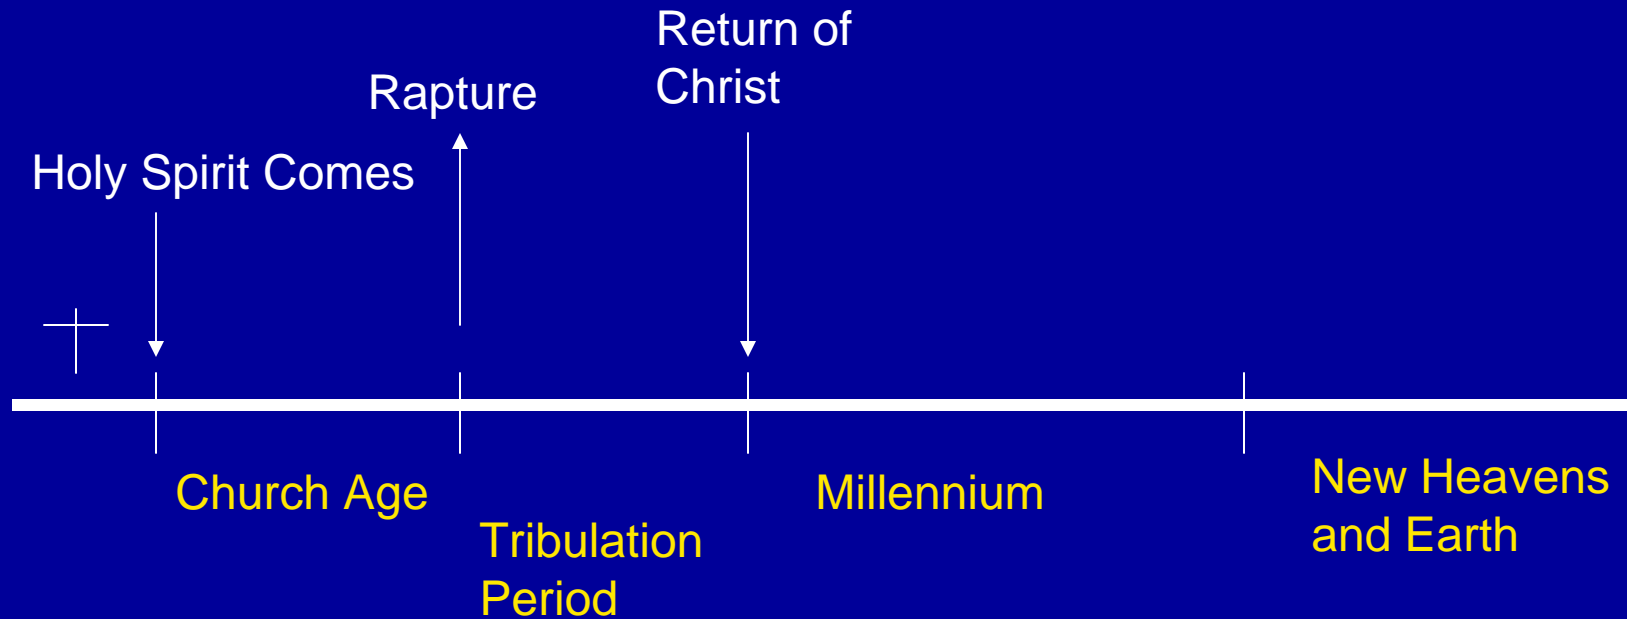 Return of
Christ
Rapture
Holy Spirit Comes
Church Age
Tribulation
Period
Millennium
New Heavens
and Earth